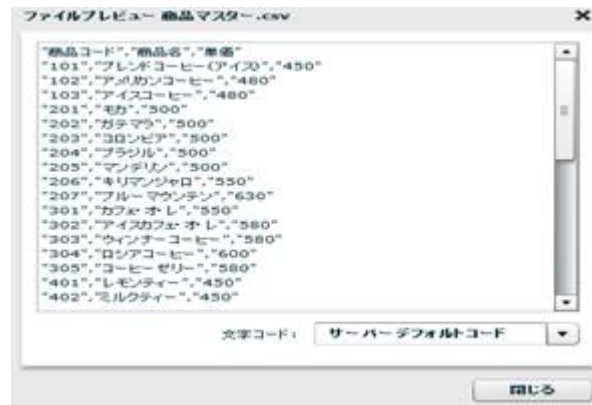 ファイルプレビュー 商品マスター.csv
"商品コード","商品名","単価"
"101","ブレンドコーヒー(アイス)","450"
"102","アメリカンコーヒー","480"
"103","アイスコーヒー","480"
"201","モカ","500"
"202","ガテマラ","500"
"203","コロンビア","500"
"204","ブラジル","500"
"205","マンデリン","500"
"206","キリマンジャロ","550"
"207","ブルーマウンテン","630"
"301","カフェ・オ・レ","550"
"302","アイスカフェ・オ・レ","580"
"303","ウィンナーコーヒー","580"
"304","ロシアコーヒー","600"
"305","コーヒーゼリー","580"
"401","レモンティー","450"
"402","ミルクティー","450"
文字コード: サーバーデフォルトコード
閉じる